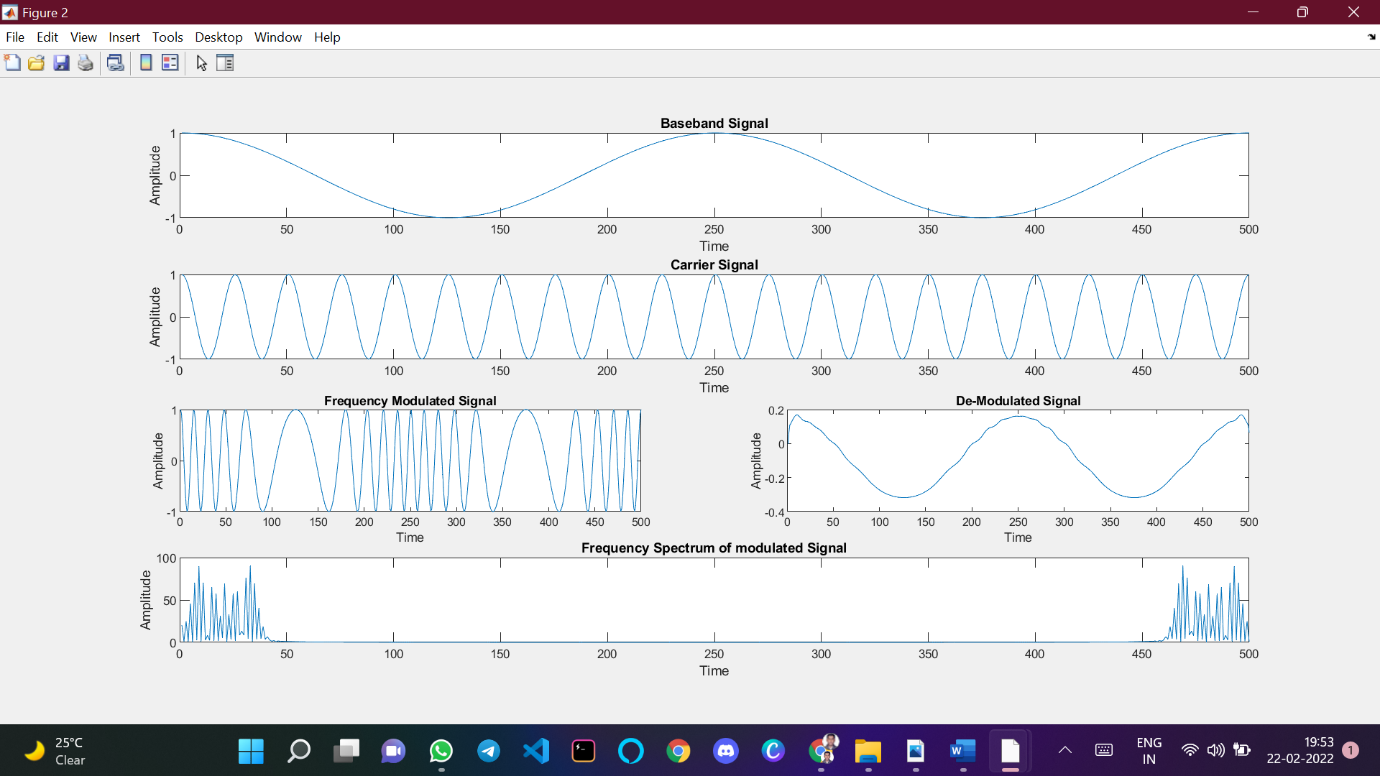 Figure 2
File Edit View Insert Tools Desktop Window Help
Baseband Signal
1
0
-1
Amplitude
0 50 100 150 200 250 300 350 400 450 500
Time
Carrier Signal
1
0
-1
Amplitude
0 50 100 150 200 250 300 350 400 450 500
Time
Frequency Modulated Signal
1
0
-1
Amplitude
0 50 100 150 200 250 300 350 400 450 500
Time
De-Modulated Signal
0.2
0
-0.2
-0.4
Amplitude
0 50 100 150 200 250 300 350 400 450 500
Time
Frequency Spectrum of modulated Signal
100
50
0
Amplitude
0 50 100 150 200 250 300 350 400 450 500
Time
25°C
Clear
ENG
IN
19:53
22-02-2022
1